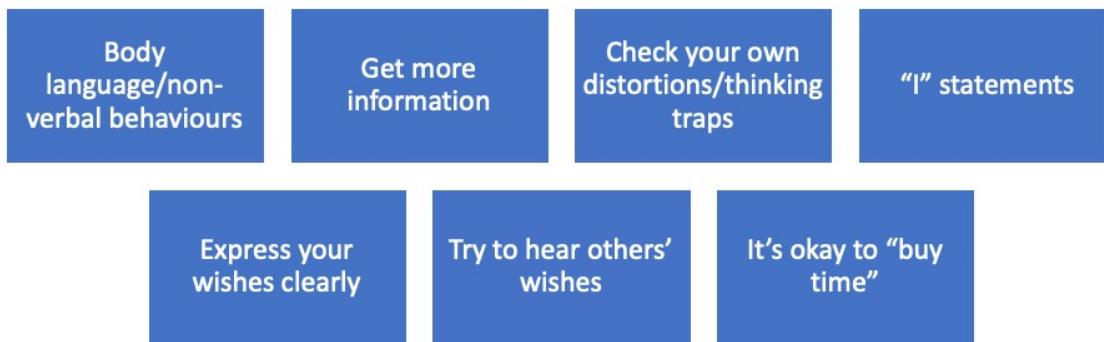 Body
language/non-
verbal behaviours
Get more
information
Check your own
distortions/thinking
traps
“I” statements
Express your
wishes clearly
Try to hear others’
wishes
It’s okay to “buy
time”